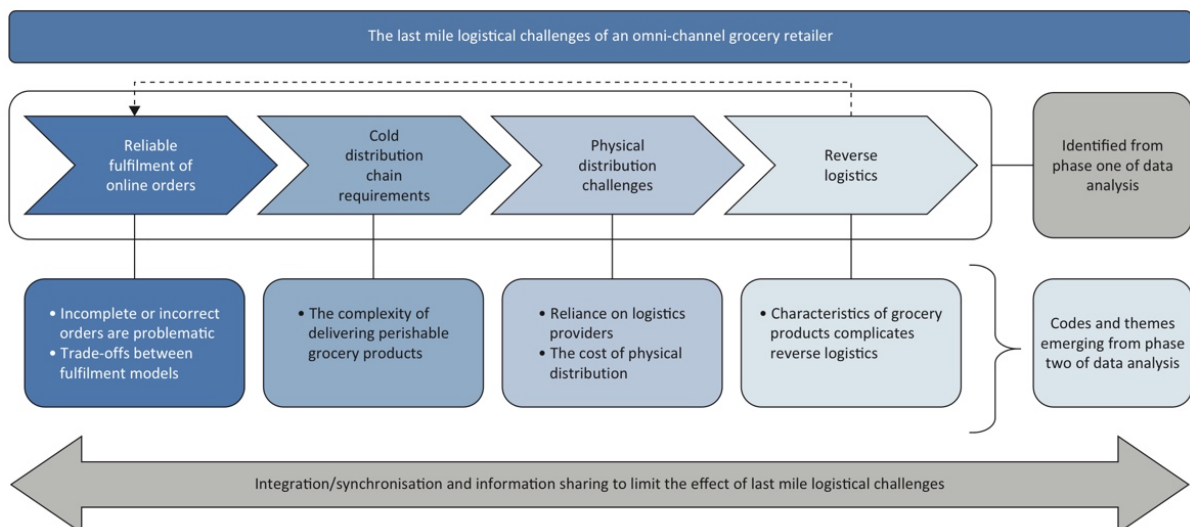 The last mile logistical challenges of an omni-channel grocery retailer
Reliable
fulfilment of
online orders
Cold
distribution
chain
requirements
Physical
distribution
challenges
Reverse
logistics
Identified from
phase one of data
analysis
• Incomplete or incorrect
orders are problematic
• Trade-offs between
fulfilment models
• The complexity of
delivering perishable
grocery products
• Reliance on logistics
providers
• The cost of physical
distribution
• Characteristics of grocery
products complicates
reverse logistics
Codes and themes
emerging from phase
two of data analysis
Integration/synchronisation and information sharing to limit the effect of last mile logistical challenges